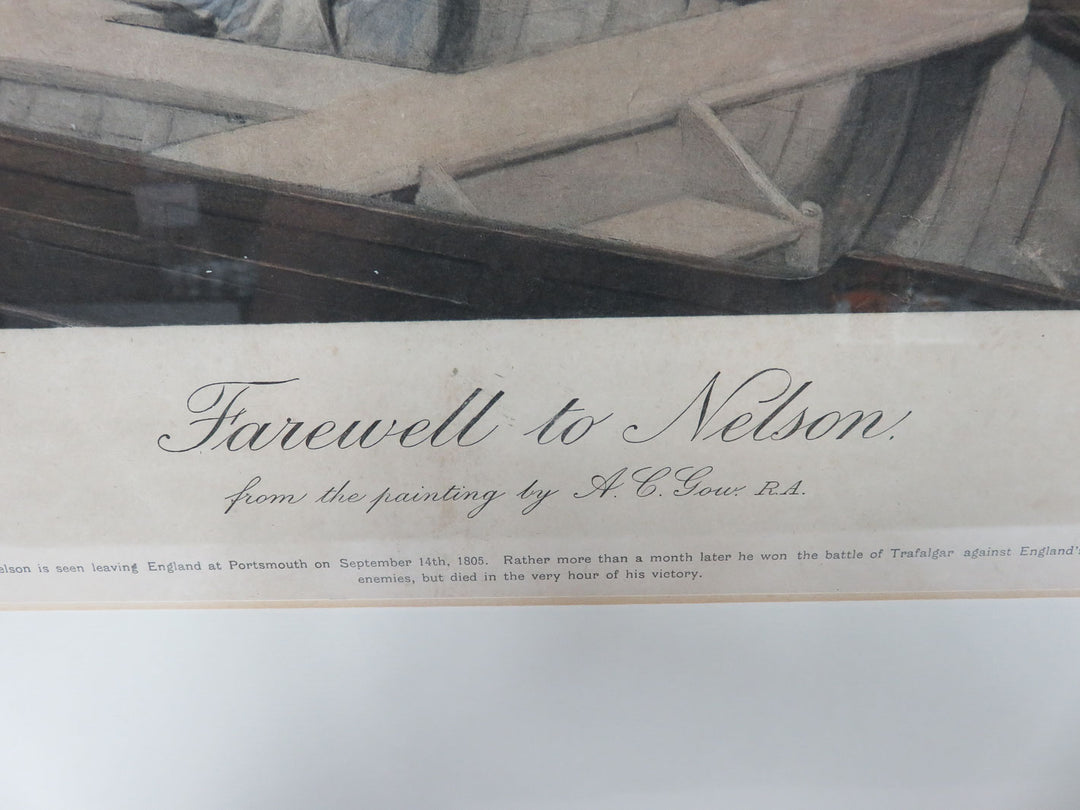 Farewell to Nelson.
from the painting by A. C. Gow. R.A.
elson is seen leaving England at Portsmouth on September 14th, 1805. Rather more than a month later he won the battle of Trafalgar against England's
enemies, but died in the very hour of his victory.